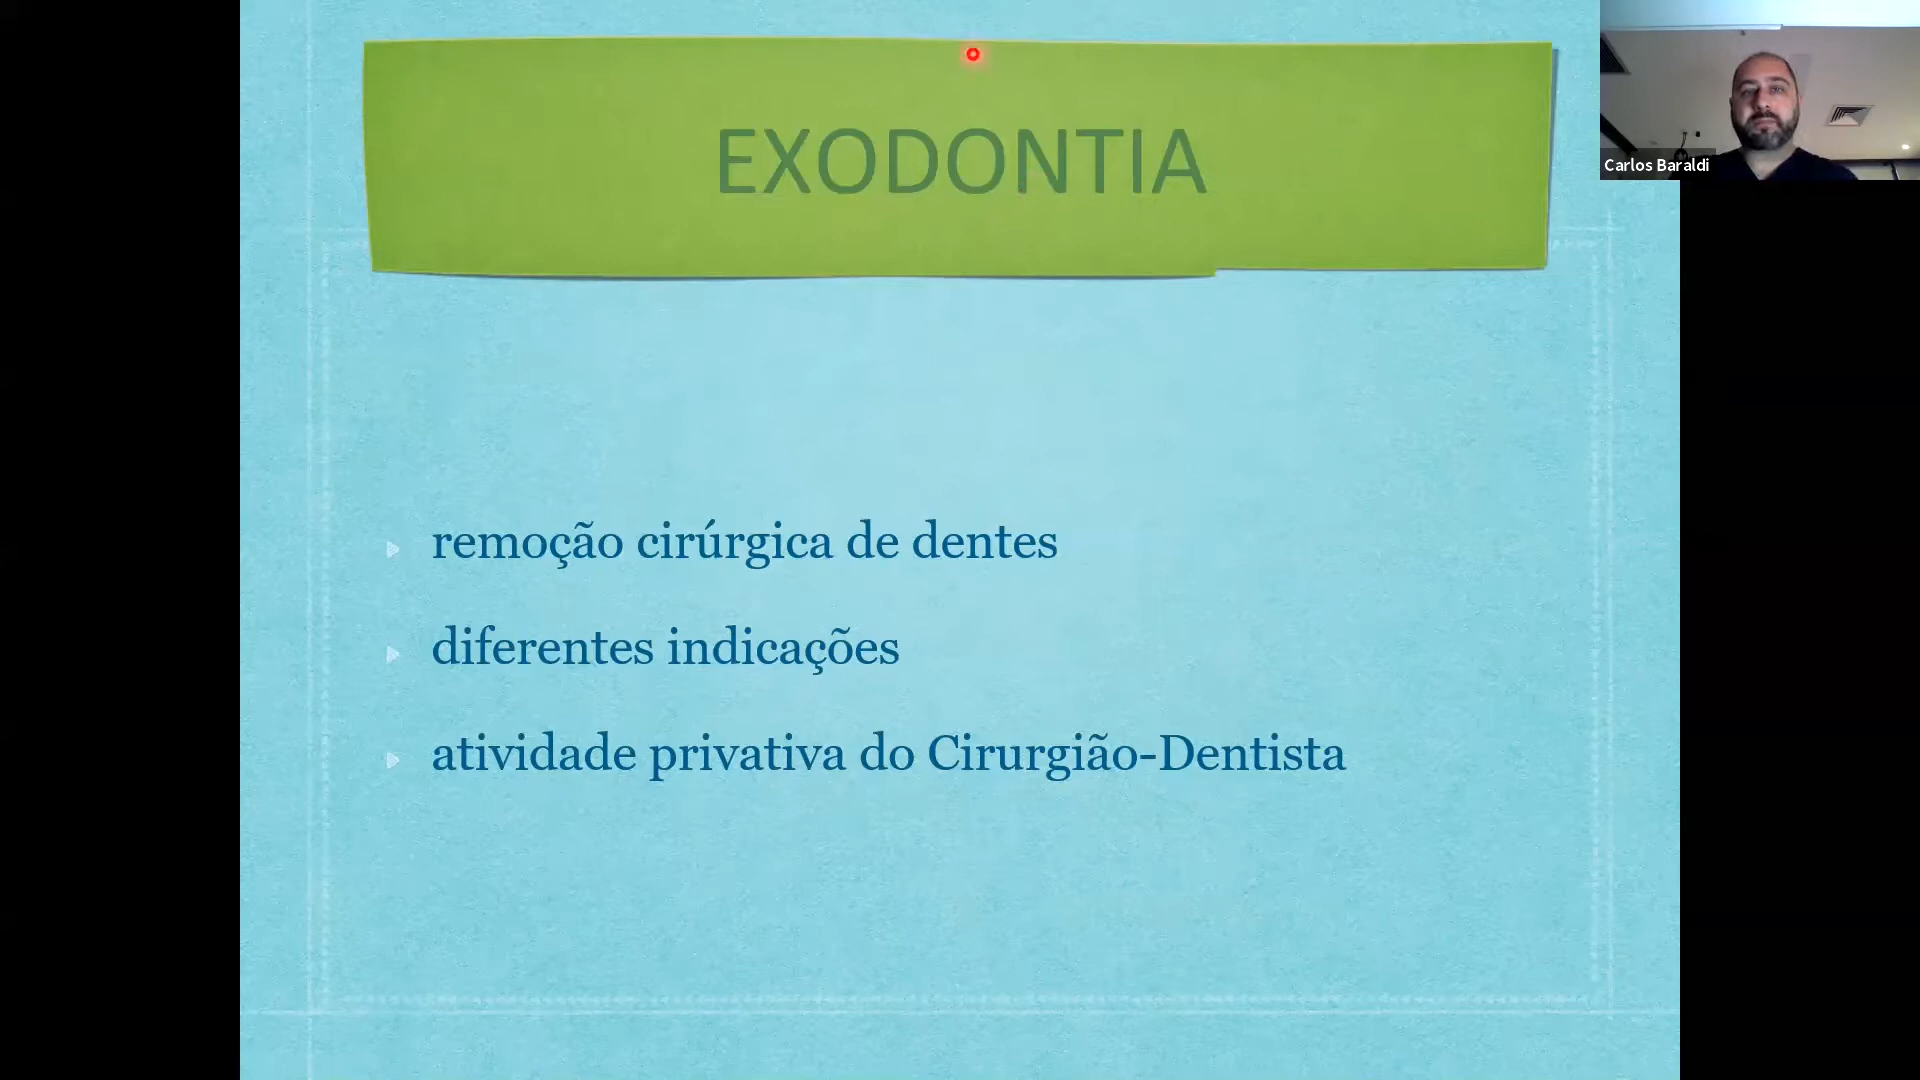 EXODONTIA
Carlos Baraldi
remoção cirúrgica de dentes
diferentes indicações
atividade privativa do Cirurgião-Dentista